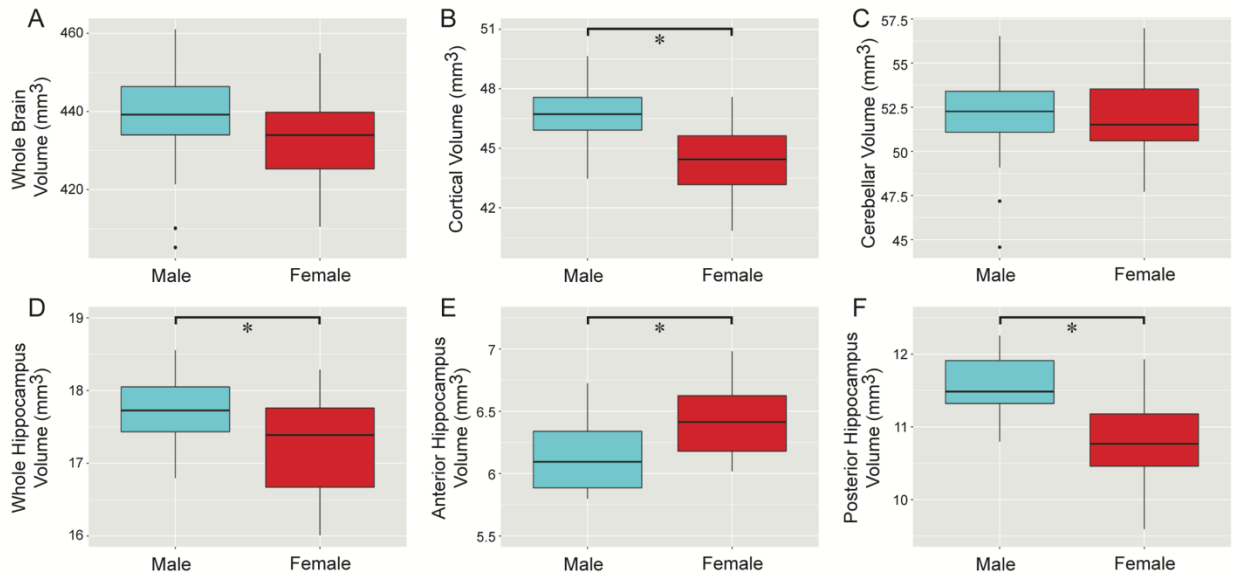 A
Whole Brain
Volume (mm³)
460
440
420
Male
Female
B
Cortical Volume (mm³)
51
48
45
42
*
Male
Female
C
Cerebellar Volume (mm³)
57.5
55
52.5
50
47.5
45
Male
Female
D
Whole Hippocampus
Volume (mm³)
19
18
17
16
*
Male
Female
E
Anterior Hippocampus
Volume (mm³)
7
6.5
6
5.5
*
Male
Female
F
Posterior Hippocampus
Volume (mm³)
12
11
10
*
Male
Female